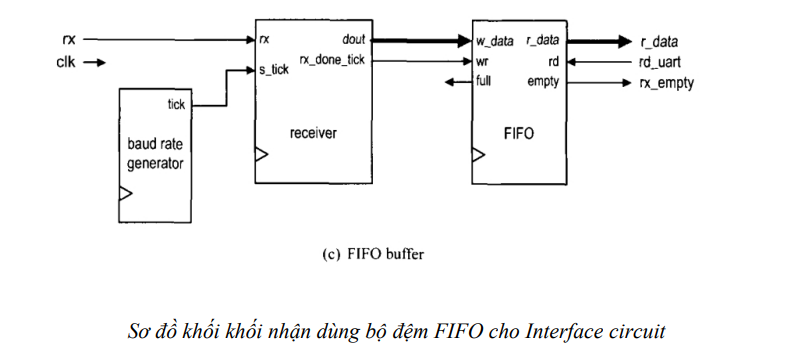 rx
clk
rx
s_tick
dout
rx_done_tick
receiver
tick
baud rate
generator
w_data
wr
full
r_data
rd
empty
FIFO
r_data
rd_uart
rx_empty
(c) FIFO buffer
Sơ đồ khối khối nhận dùng bộ đệm FIFO cho Interface circuit